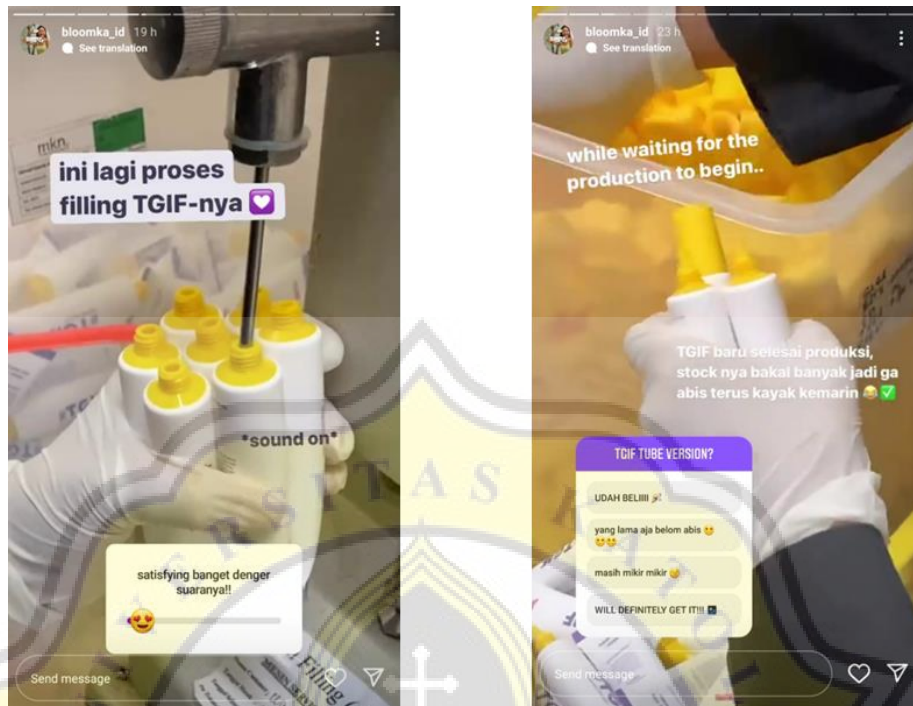 bloomka_id 19 h
See translation
mkn.
ini lagi proses
filling TGIF-nya
*sound on*
satisfying banget denger
suaranya!!
Send message
Filling
bloomka_id 23 h
See translation
while waiting for the
production to begin..
TGIF baru selesai produksi,
stock nya bakal banyak jadi ga
abis terus kayak kemarin 😂✅
TGIF TUBE VERSION?
UDAH BELIIII 🎉
yang lama aja belom abis
masih mikir mikir
WILL DEFINITELY GET IT!!!
Send message